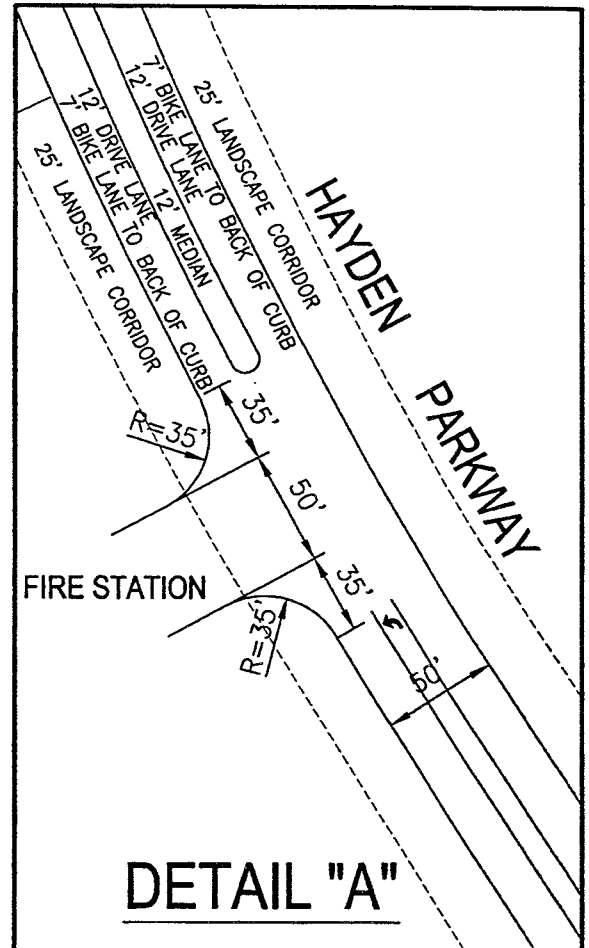 25' LANDSCAPE CORRIDOR
7' BIKE LANE TO BACK OF CURB
12' DRIVE LANE
12' MEDIAN
12' DRIVE LANE
7' BIKE LANE TO BACK OF CURB
25' LANDSCAPE CORRIDOR
HAYDEN PARKWAY
35'
R=35'
50'
FIRE STATION
35'
R=35'
50'
DETAIL "A"